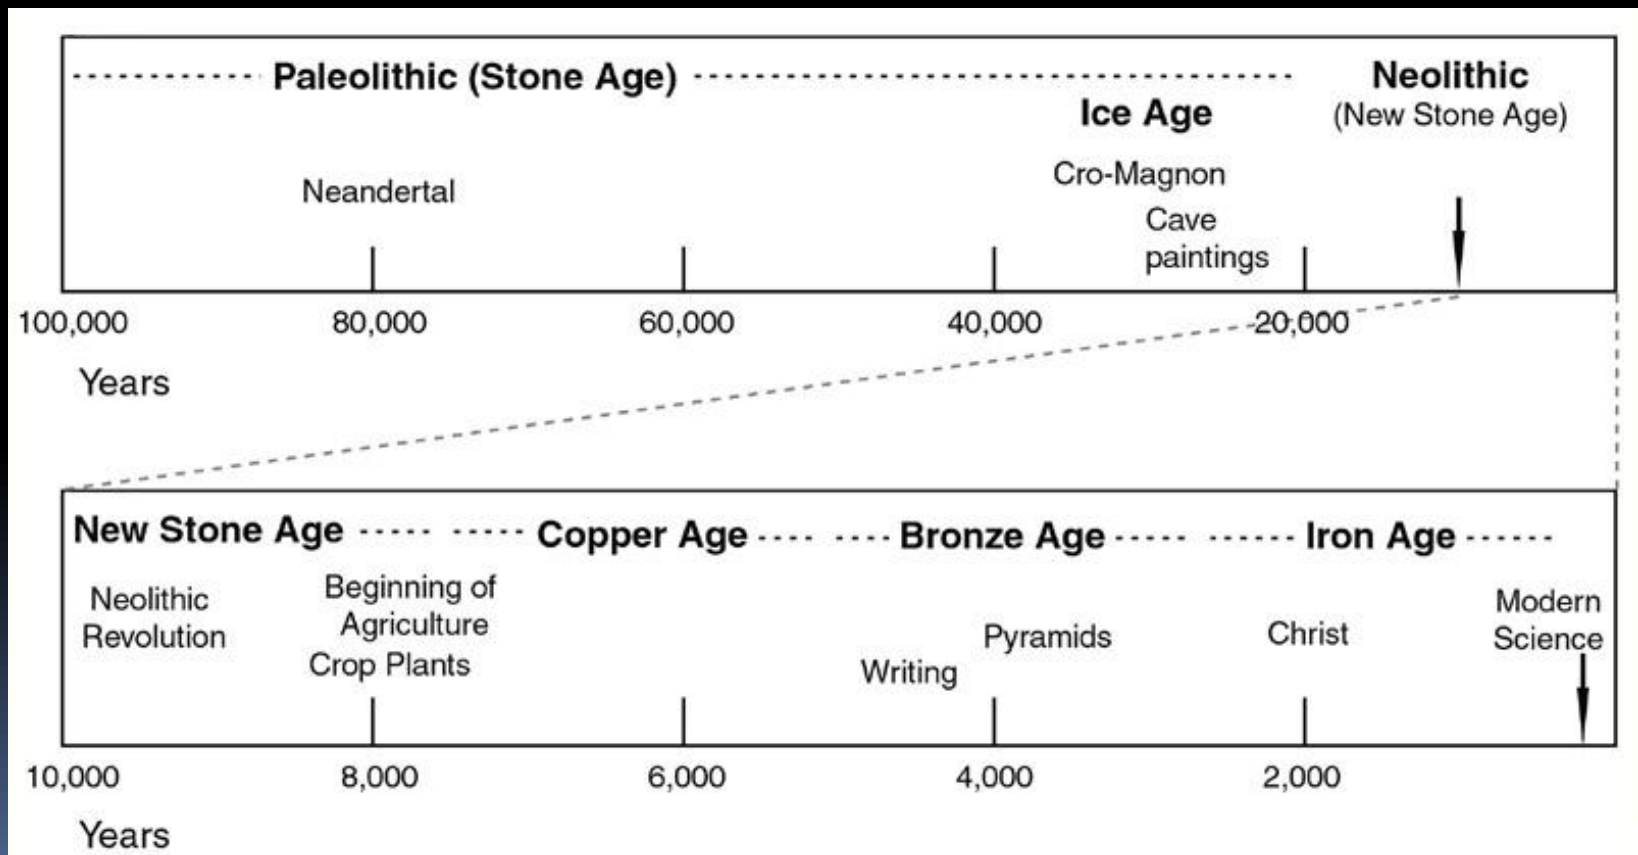 Paleolithic (Stone Age)
Neolithic
(New Stone Age)
Ice Age
Cro-Magnon
Neandertal
Cave
paintings
100,000 80,000 60,000 40,000 20,000
Years
New Stone Age Copper Age Bronze Age Iron Age
Neolithic
Revolution
Beginning of
Agriculture
Crop Plants
Writing
Pyramids
Christ
Modern
Science
10,000 8,000 6,000 4,000 2,000
Years